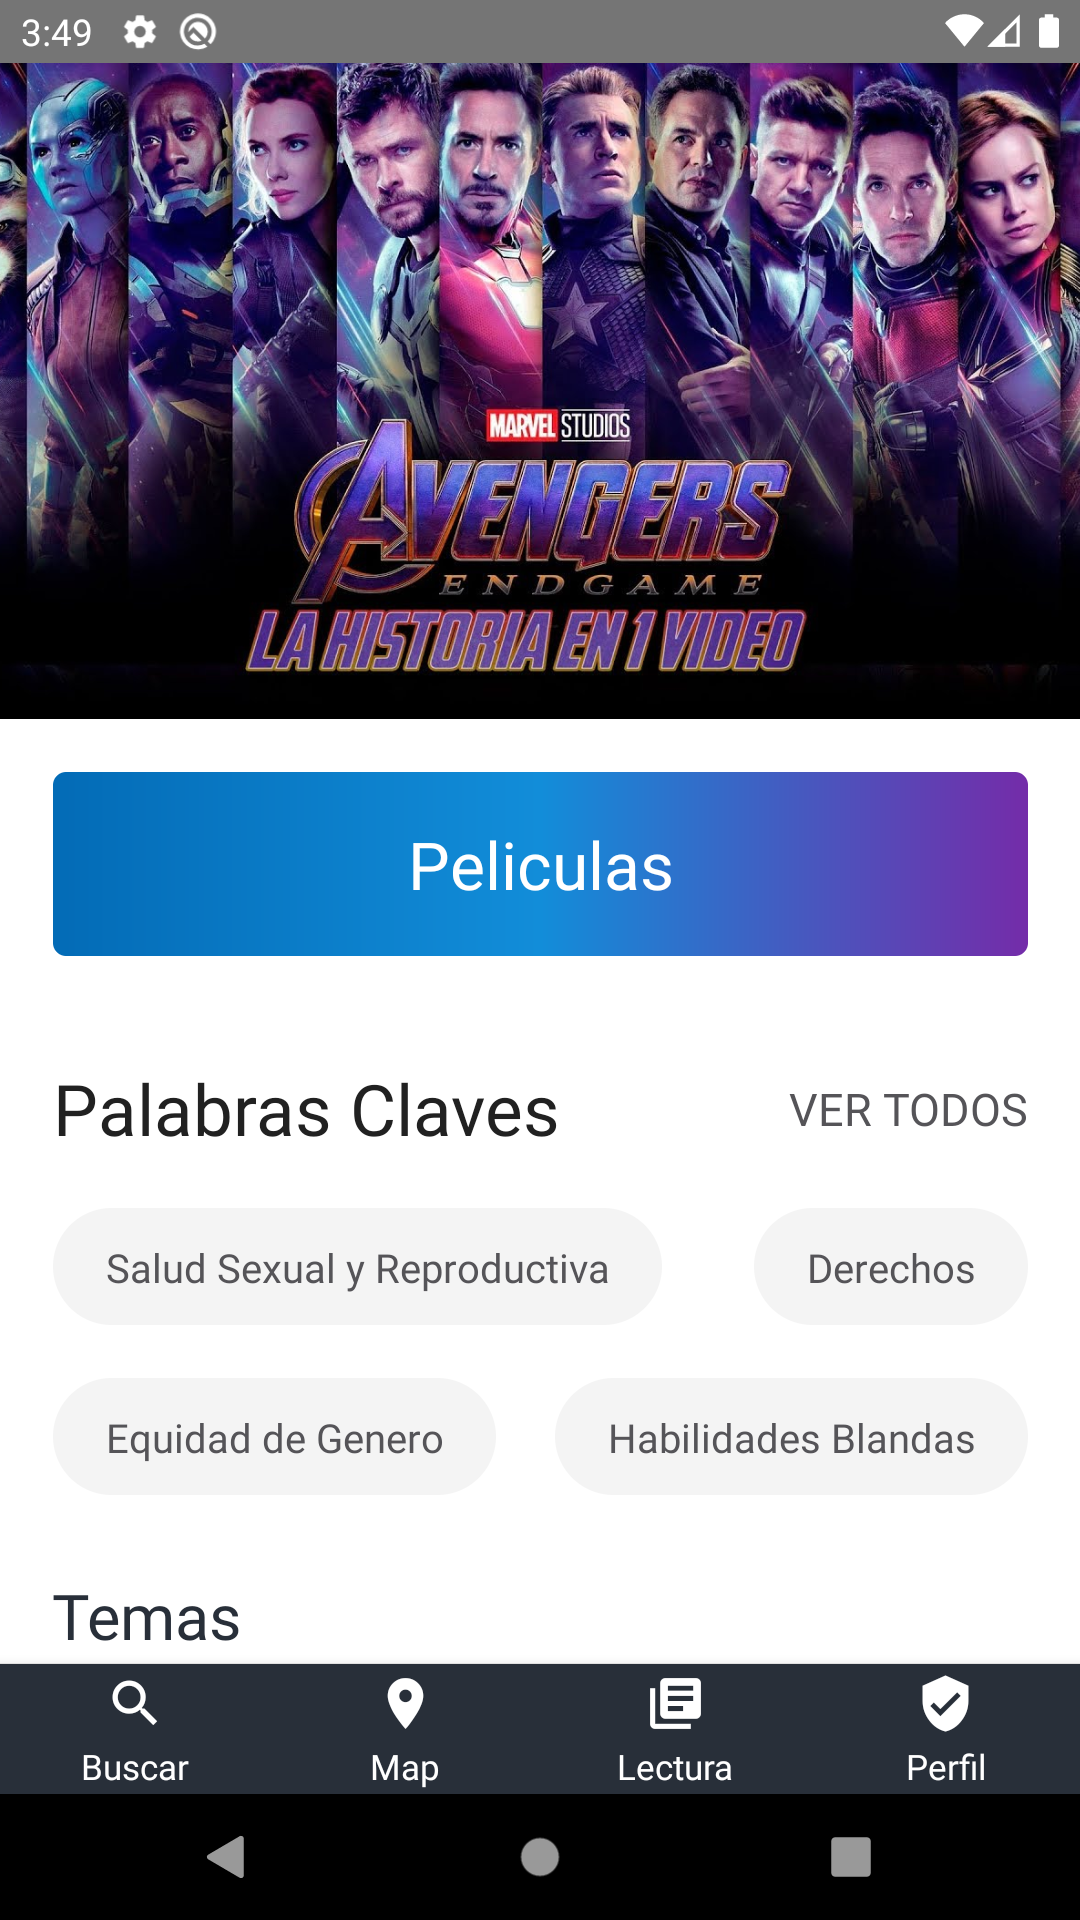 3:49
MARVEL STUDIOS
AVENGERS
ENDGAME
LA HISTORIA EN 1 VIDEO
Peliculas
Palabras Claves
VER TODOS
Salud Sexual y Reproductiva
Derechos
Equidad de Genero
Habilidades Blandas
Temas
Buscar
Map
Lectura
Perfil